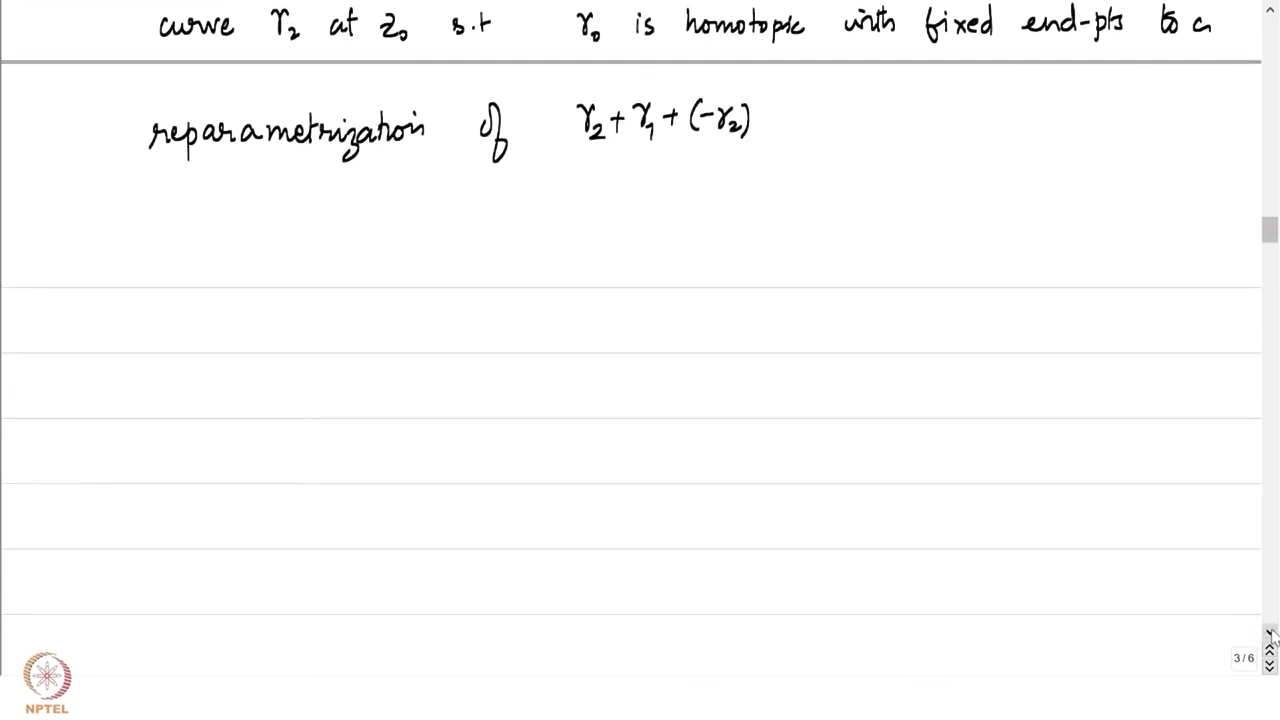 curve γ₂ at z₀ s.t γ₀ is homotopic with fixed end-pts to a
reparametrization of γ₂ + γ₁ + (-γ₂)
3 / 6
NPTEL